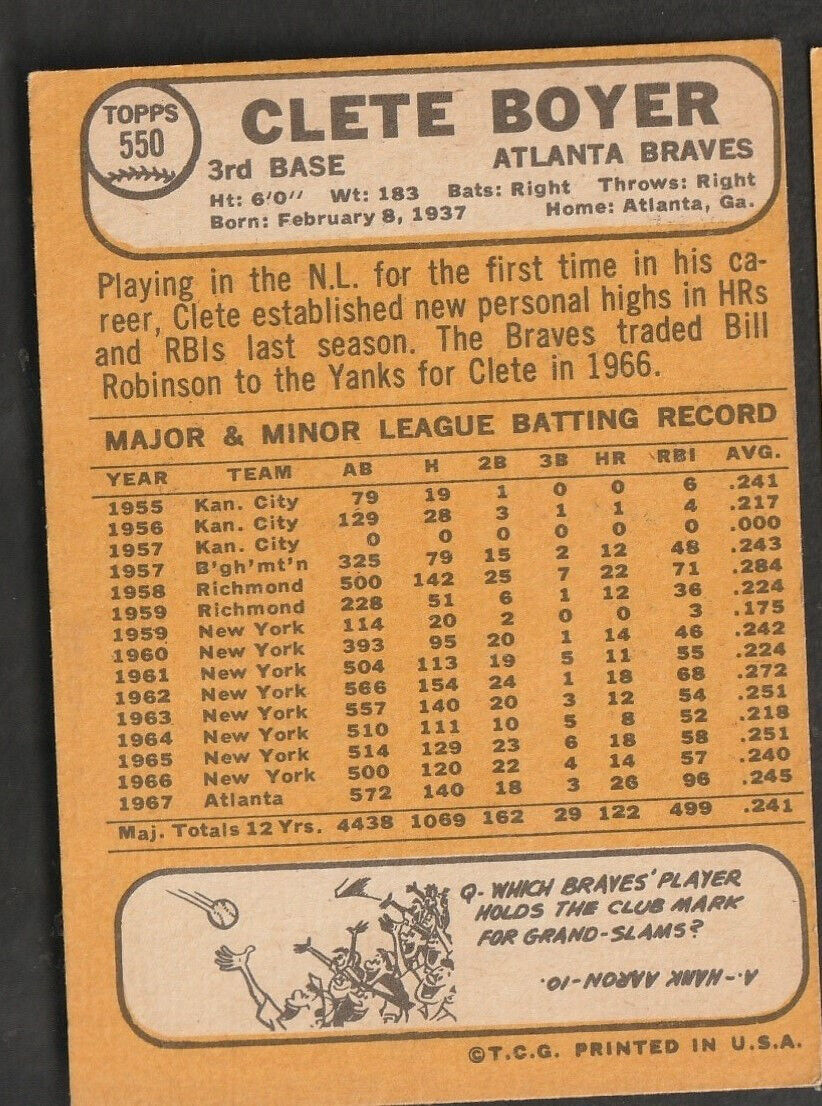 TOPPS
550
CLETE BOYER
3rd BASE ATLANTA BRAVES
Ht: 6'0'' Wt: 183 Bats: Right Throws: Right
Born: February 8, 1937 Home: Atlanta, Ga.
Playing in the N.L. for the first time in his ca-
reer, Clete established new personal highs in HRs
and RBIs last season. The Braves traded Bill
Robinson to the Yanks for Clete in 1966.
MAJOR & MINOR LEAGUE BATTING RECORD
YEAR TEAM AB H 2B 3B HR RBI AVG.
1955 Kan. City 79 19 1 0 0 6 .241
1956 Kan. City 129 28 3 1 1 4 .217
1957 Kan. City 0 0 0 0 0 0 .000
1957 B'gh'mt'n 325 79 15 2 12 48 .243
1958 Richmond 500 142 25 7 22 71 .284
1959 Richmond 228 51 6 1 12 36 .224
1959 New York 114 20 2 0 0 3 .175
1960 New York 393 95 20 1 14 46 .242
1961 New York 504 113 19 5 11 55 .224
1962 New York 566 154 24 1 18 68 .272
1963 New York 557 140 20 3 12 54 .251
1964 New York 510 111 10 5 8 52 .218
1965 New York 514 129 23 6 18 58 .251
1966 New York 500 120 22 4 14 57 .240
1967 Atlanta 572 140 18 3 26 96 .245
Maj. Totals 12 Yrs. 4438 1069 162 29 122 499 .241
Q- WHICH BRAVES' PLAYER
HOLDS THE CLUB MARK
FOR GRAND-SLAMS?
A.-HANK AARON-10.
©T.C.G. PRINTED IN U.S.A.